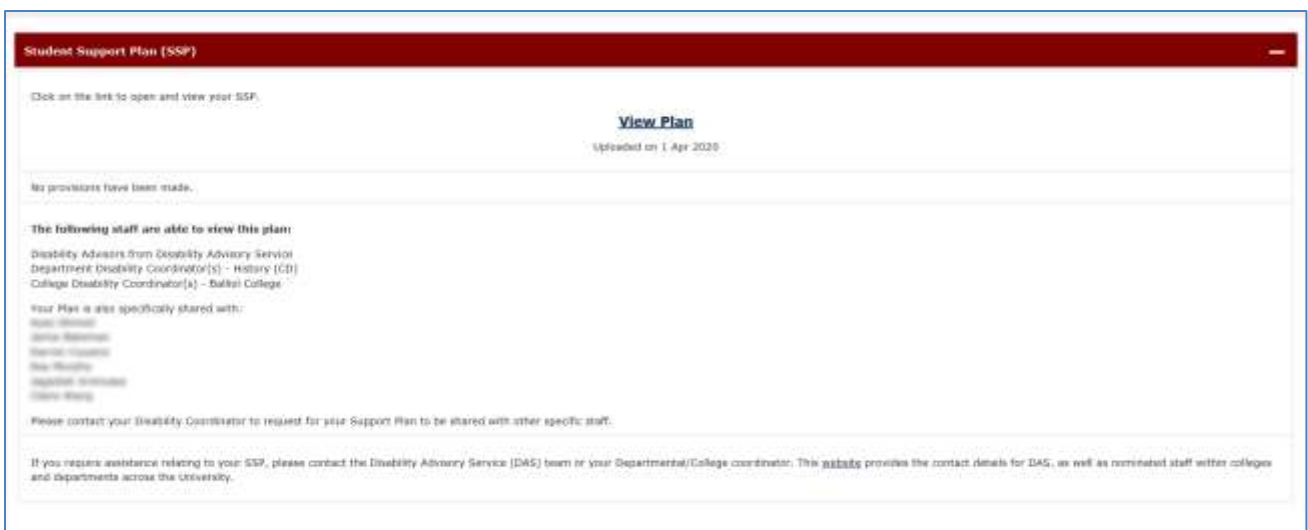 Student Support Plan (SSP)
Click on the link to open and view your SSP.
View Plan
Uploaded on 1 Apr 2020
No provisions have been made.
The following staff are able to view this plan:
Disability Advisors from Disability Advisory Service
Department Disability Coordinator(s) - History (CD)
College Disability Coordinator(s) - Balliol College
Your Plan is also specifically shared with:
Please contact your Disability Coordinator to request for your Support Plan to be shared with other specific staff.
If you require assistance relating to your SSP, please contact the Disability Advisory Service (DAS) team or your Departmental/College coordinator. This website provides the contact details for DAS, as well as nominated staff within colleges
and departments across the University.